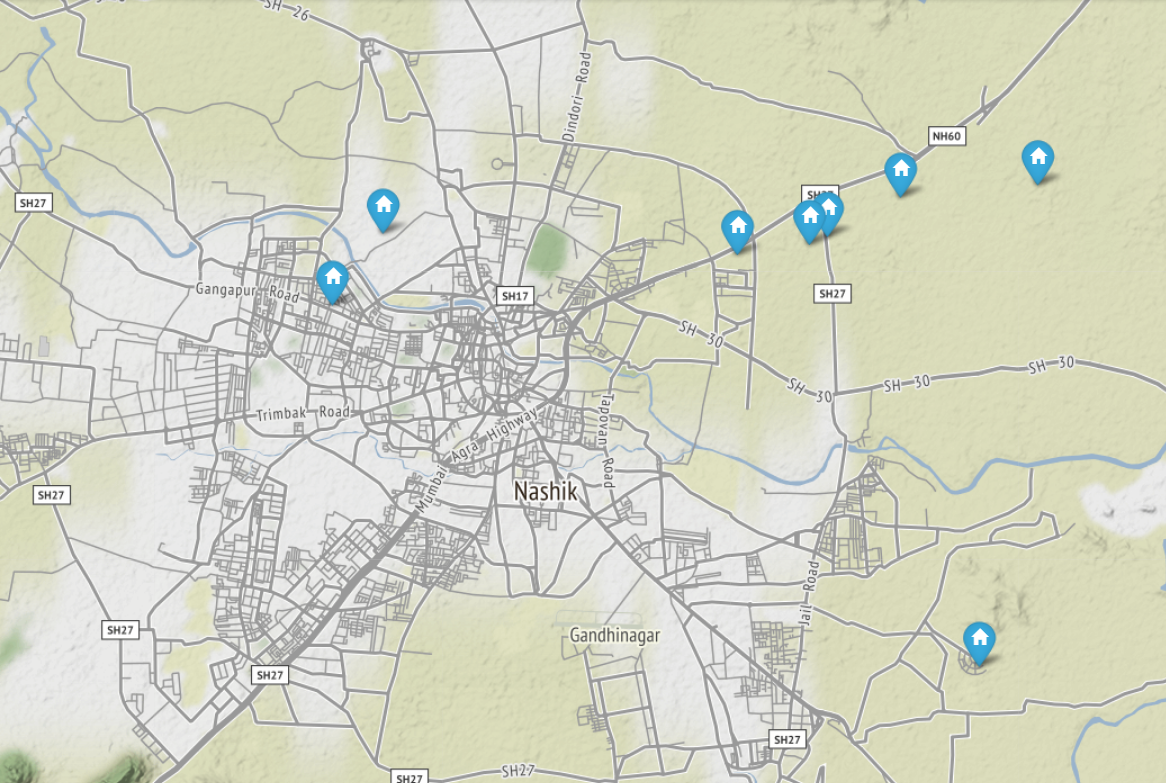 SH 26
Dindori Road
NH60
SH27
SH27
SH27
Gangapur Road
SH17
SH 30
SH 30
SH 30
SH 30
Trimbak Road
Tapovan Road
Mumbai Agra Highway
Nashik
SH27
Jail Road
SH27
Gandhinagar
SH27
SH27
SH27
SH27